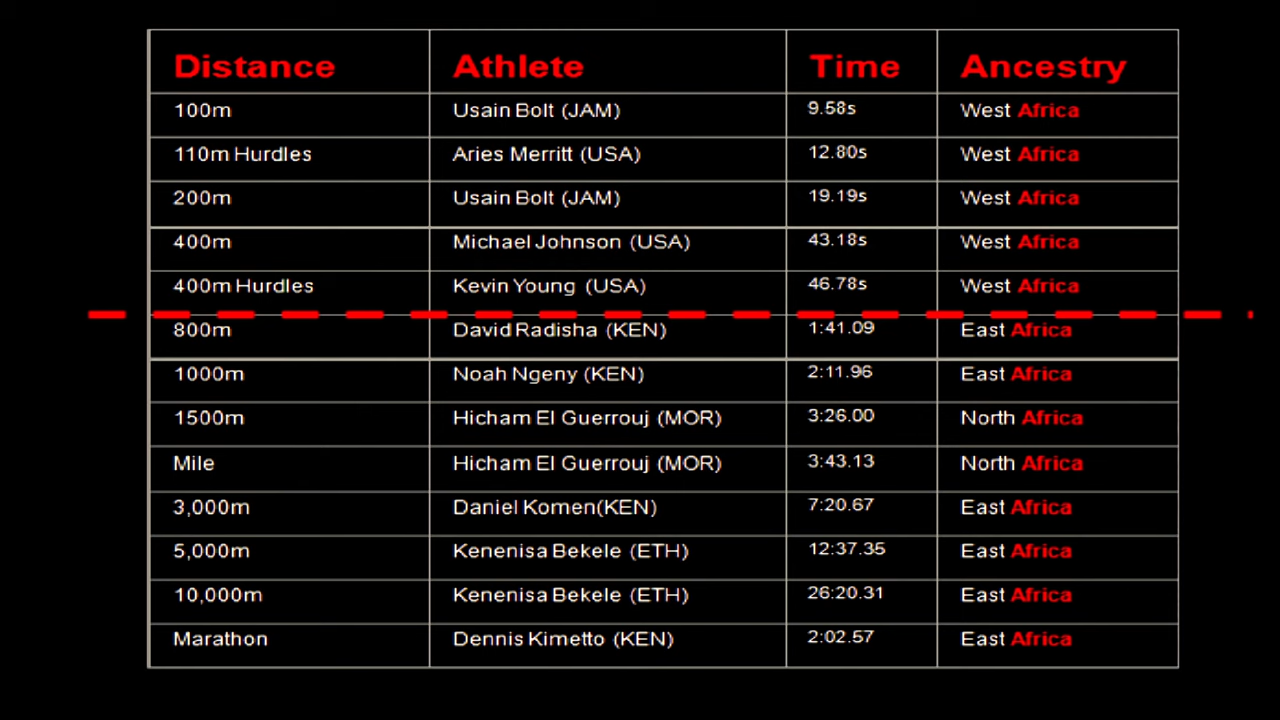 Distance Athlete Time Ancestry
100m Usain Bolt (JAM) 9.58s West Africa
110m Hurdles Aries Merritt (USA) 12.80s West Africa
200m Usain Bolt (JAM) 19.19s West Africa
400m Michael Johnson (USA) 43.18s West Africa
400m Hurdles Kevin Young (USA) 46.78s West Africa
800m David Radisha (KEN) 1:41.09 East Africa
1000m Noah Ngeny (KEN) 2:11.96 East Africa
1500m Hicham El Guerrouj (MOR) 3:26.00 North Africa
Mile Hicham El Guerrouj (MOR) 3:43.13 North Africa
3,000m Daniel Komen(KEN) 7:20.67 East Africa
5,000m Kenenisa Bekele (ETH) 12:37.35 East Africa
10,000m Kenenisa Bekele (ETH) 26:20.31 East Africa
Marathon Dennis Kimetto (KEN) 2:02.57 East Africa